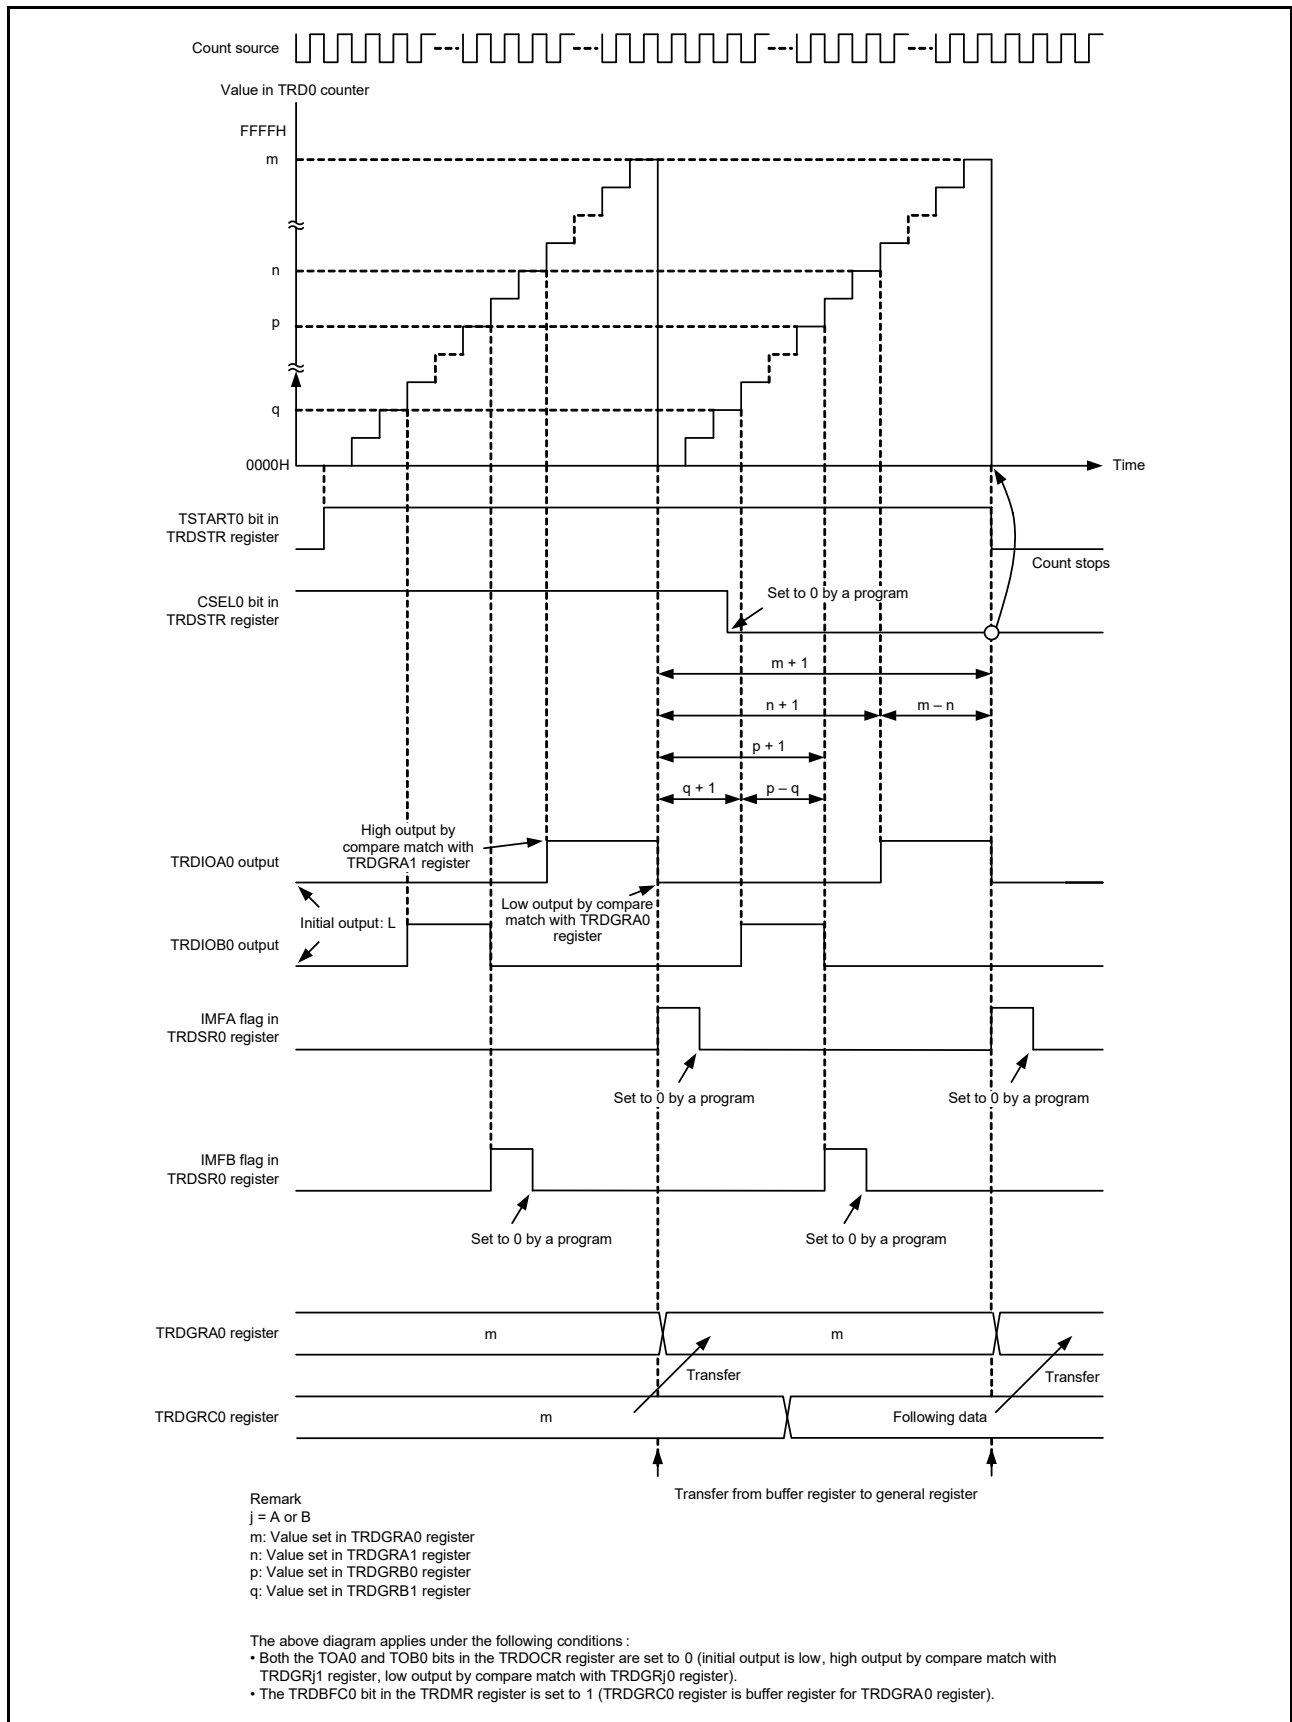 Count source
Value in TRD0 counter
FFFFH
m
n
p
q
0000H
Time
TSTART0 bit in
TRDSTR register
Count stops
CSEL0 bit in
TRDSTR register
Set to 0 by a program
m + 1
n + 1
m – n
p + 1
q + 1
p – q
High output by
compare match with
TRDGRA1 register
TRDIOA0 output
Low output by compare
match with TRDGRA0
register
Initial output: L
TRDIOB0 output
IMFA flag in
TRDSR0 register
Set to 0 by a program
Set to 0 by a program
IMFB flag in
TRDSR0 register
Set to 0 by a program
Set to 0 by a program
TRDGRA0 register
m
m
Transfer
Transfer
TRDGRC0 register
m
Following data
Transfer from buffer register to general register
Remark
j = A or B
m: Value set in TRDGRA0 register
n: Value set in TRDGRA1 register
p: Value set in TRDGRB0 register
q: Value set in TRDGRB1 register
The above diagram applies under the following conditions :
• Both the TOA0 and TOB0 bits in the TRDOCR register are set to 0 (initial output is low, high output by compare match with
TRDGRj1 register, low output by compare match with TRDGRj0 register).
• The TRDBFC0 bit in the TRDMR register is set to 1 (TRDGRC0 register is buffer register for TRDGRA0 register).